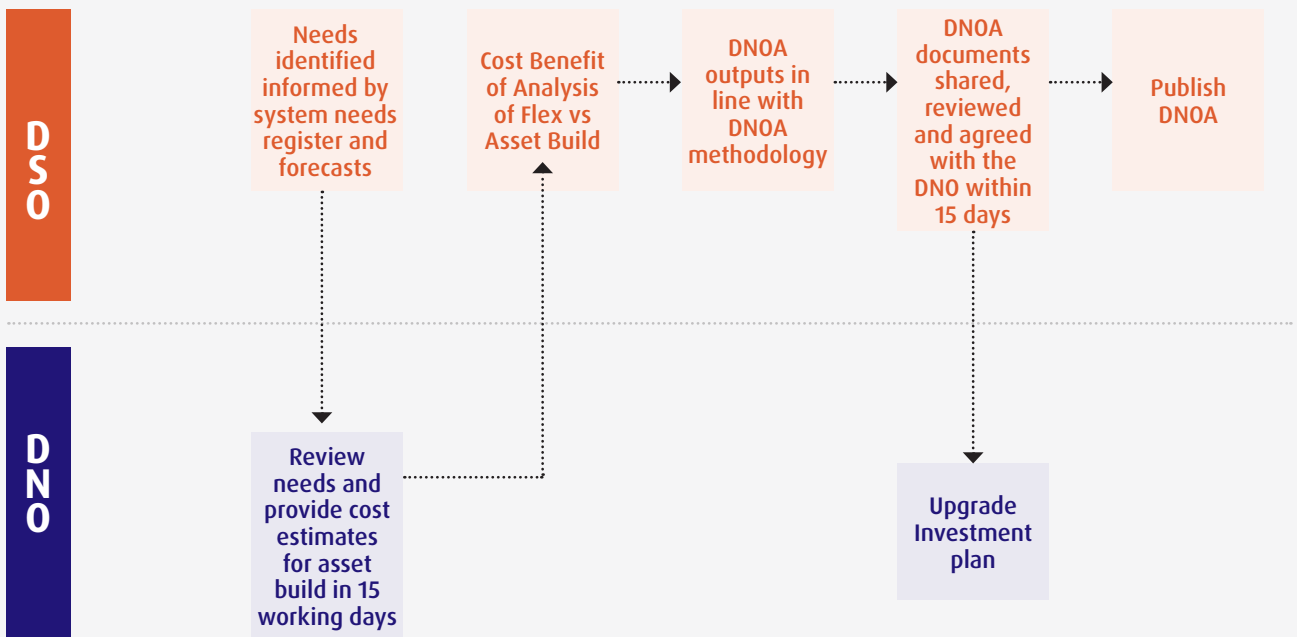 DSO
Needs
identified
informed by
system needs
register and
forecasts
Cost Benefit
of Analysis
of Flex vs
Asset Build
DNOA
outputs in
line with
DNOA
methodology
DNOA
documents
shared,
reviewed
and agreed
with the
DNO within
15 days
Publish
DNOA
DNO
Review
needs and
provide cost
estimates
for asset
build in 15
working days
Upgrade
Investment
plan